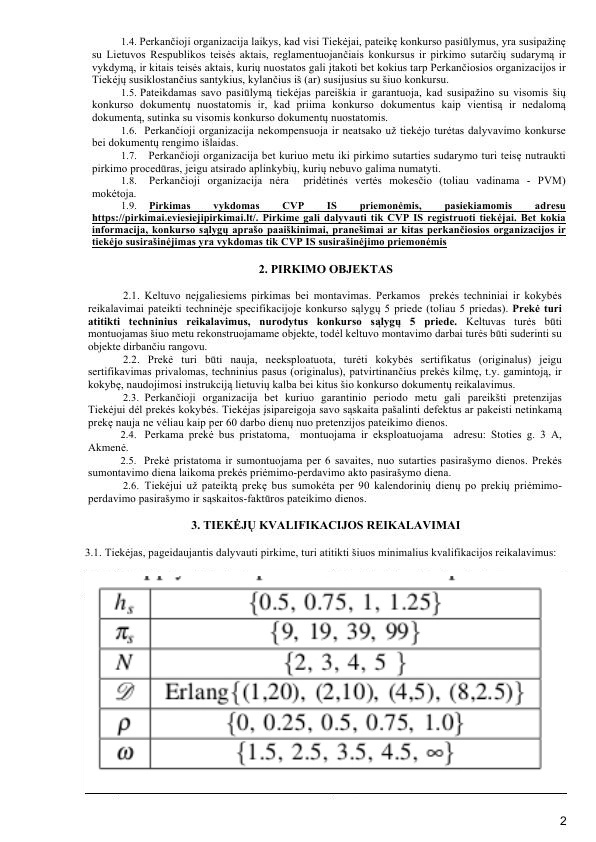 1.4. Perkančioji organizacija laikys, kad visi Tiekėjai, pateikę konkurso pasiūlymus, yra susipažinę
su Lietuvos Respublikos teisės aktais, reglamentuojančiais konkursus ir pirkimo sutarčių sudarymą ir
vykdymą, ir kitais teisės aktais, kurių nuostatos gali įtakoti bet kokius tarp Perkančiosios organizacijos ir
Tiekėjų susiklostančius santykius, kylančius iš (ar) susijusius su šiuo konkursu.
1.5. Pateikdamas savo pasiūlymą tiekėjas pareiškia ir garantuoja, kad susipažino su visomis šių
konkurso dokumentų nuostatomis ir, kad priima konkurso dokumentus kaip vientisą ir nedalomą
dokumentą, sutinka su visomis konkurso dokumentų nuostatomis.
1.6. Perkančioji organizacija nekompensuoja ir neatsako už tiekėjo turėtas dalyvavimo konkurse
bei dokumentų rengimo išlaidas.
1.7. Perkančioji organizacija bet kuriuo metu iki pirkimo sutarties sudarymo turi teisę nutraukti
pirkimo procedūras, jeigu atsirado aplinkybių, kurių nebuvo galima numatyti.
1.8. Perkančioji organizacija nėra pridėtinės vertės mokesčio (toliau vadinama - PVM)
mokėtoja.
1.9. Pirkimas vykdomas CVP IS priemonėmis, pasiekiamomis adresu
https://pirkimai.eviesiejipirkimai.lt/. Pirkime gali dalyvauti tik CVP IS registruoti tiekėjai. Bet kokia
informacija, konkurso sąlygų aprašo paaiškinimai, pranešimai ar kitas perkančiosios organizacijos ir
tiekėjo susirašinėjimas yra vykdomas tik CVP IS susirašinėjimo priemonėmis
2. PIRKIMO OBJEKTAS
2.1. Keltuvo neįgaliesiems pirkimas bei montavimas. Perkamos prekės techniniai ir kokybės
reikalavimai pateikti techninėje specifikacijoje konkurso sąlygų 5 priede (toliau 5 priedas). Prekė turi
atitikti techninius reikalavimus, nurodytus konkurso sąlygų 5 priede. Keltuvas turės būti
montuojamas šiuo metu rekonstruojamame objekte, todėl keltuvo montavimo darbai turės būti suderinti su
objekte dirbančiu rangovu.
2.2. Prekė turi būti nauja, neeksploatuota, turėti kokybės sertifikatus (originalus) jeigu
sertifikavimas privalomas, techninius pasus (originalus), patvirtinančius prekės kilmę, t.y. gamintoją, ir
kokybę, naudojimosi instrukciją lietuvių kalba bei kitus šio konkurso dokumentų reikalavimus.
2.3. Perkančioji organizacija bet kuriuo garantinio periodo metu gali pareikšti pretenzijas
Tiekėjui dėl prekės kokybės. Tiekėjas įsipareigoja savo sąskaita pašalinti defektus ar pakeisti netinkamą
prekę nauja ne vėliau kaip per 60 darbo dienų nuo pretenzijos pateikimo dienos.
2.4. Perkama prekė bus pristatoma, montuojama ir eksploatuojama adresu: Stoties g. 3 A,
Akmenė.
2.5. Prekė pristatoma ir sumontuojama per 6 savaites, nuo sutarties pasirašymo dienos. Prekės
sumontavimo diena laikoma prekės priėmimo-perdavimo akto pasirašymo diena.
2.6. Tiekėjui už pateiktą prekę bus sumokėta per 90 kalendorinių dienų po prekių priėmimo-
perdavimo pasirašymo ir sąskaitos-faktūros pateikimo dienos.
3. TIEKĖJŲ KVALIFIKACIJOS REIKALAVIMAI
3.1. Tiekėjas, pageidaujantis dalyvauti pirkime, turi atitikti šiuos minimalius kvalifikacijos reikalavimus:
h_s {0.5, 0.75, 1, 1.25}
π_s {9, 19, 39, 99}
N {2, 3, 4, 5 }
𝒟 Erlang{(1,20), (2,10), (4,5), (8,2.5)}
ρ {0, 0.25, 0.5, 0.75, 1.0}
ω {1.5, 2.5, 3.5, 4.5, ∞}
2